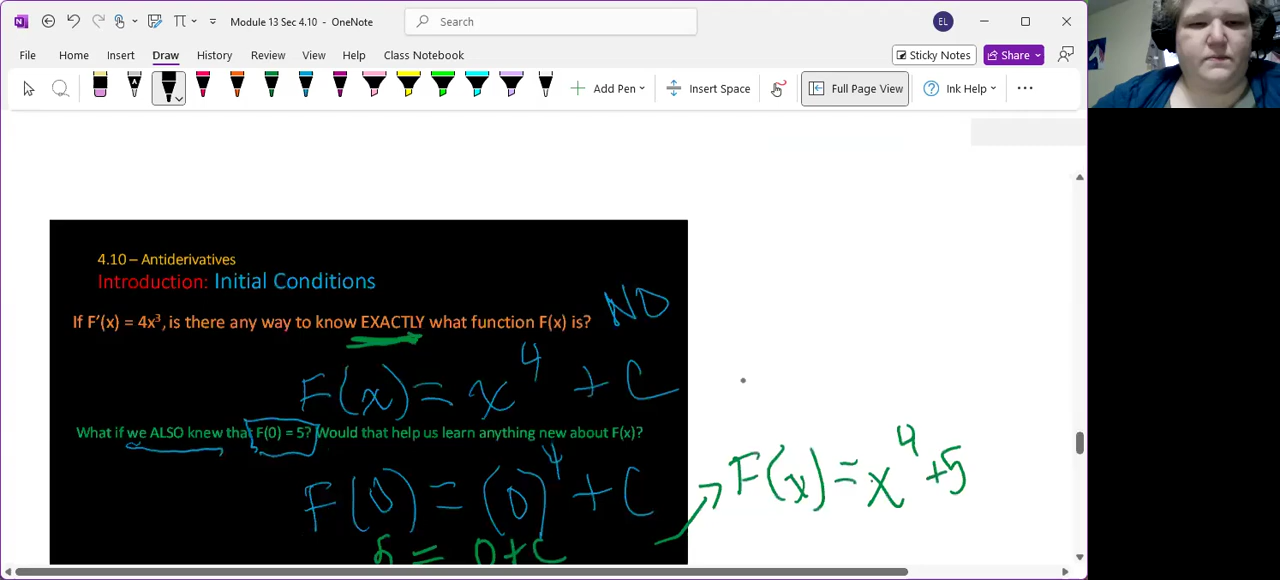 Module 13 Sec 4.10 - OneNote
Search
EL
File Home Insert Draw History Review View Help Class Notebook
Sticky Notes
Share
Add Pen
Insert Space
Full Page View
Ink Help
4.10 – Antiderivatives
Introduction: Initial Conditions
If F'(x) = 4x³, is there any way to know EXACTLY what function F(x) is?
NO
F(x) = x⁴ + C
What if we ALSO knew that F(0) = 5? Would that help us learn anything new about F(x)?
F(0) = (0)⁴ + C
F(x) = x⁴ + 5
5 = 0 + C